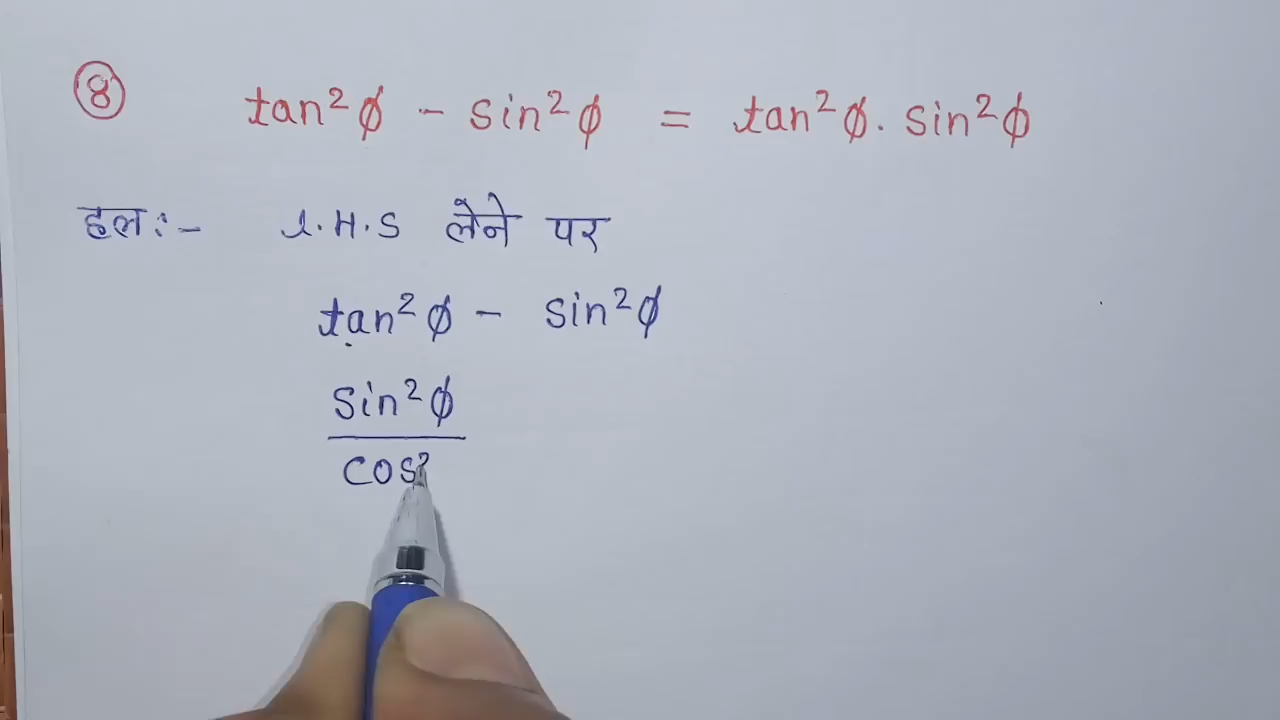 ⑧ tan²ϕ - sin²ϕ = tan²ϕ. sin²ϕ
हल:- L.H.S लेने पर
tan²ϕ - sin²ϕ
sin²ϕ
cos²